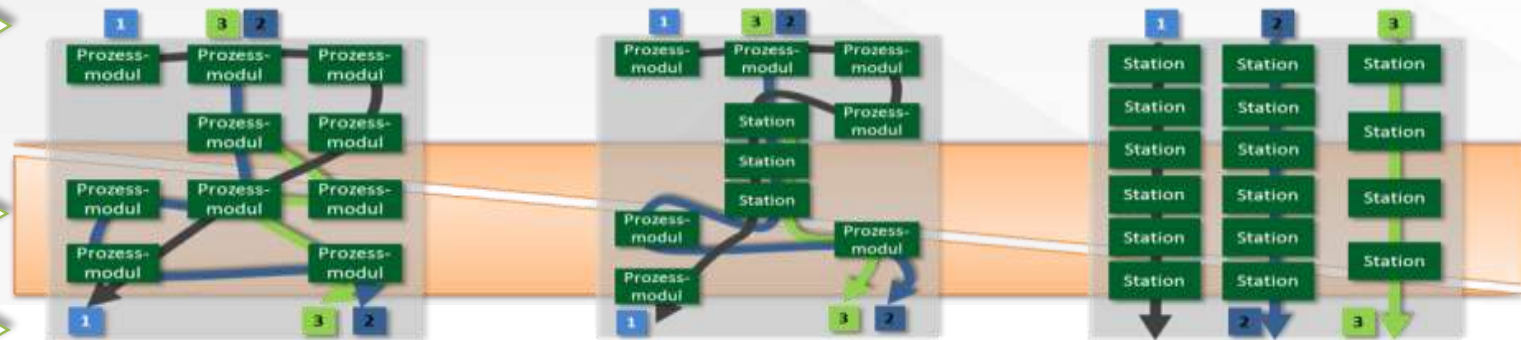 1
3 2
Prozess-
modul
Prozess-
modul
Prozess-
modul
Prozess-
modul
Prozess-
modul
Prozess-
modul
Prozess-
modul
Prozess-
modul
Prozess-
modul
Prozess-
modul
1
3
2
1
3 2
Prozess-
modul
Prozess-
modul
Prozess-
modul
Prozess-
modul
Station
Station
Station
Prozess-
modul
Prozess-
modul
Prozess-
modul
1
3
2
1
Station
Station
Station
Station
Station
Station
2
Station
Station
Station
Station
Station
Station
2
3
Station
Station
Station
Station
3